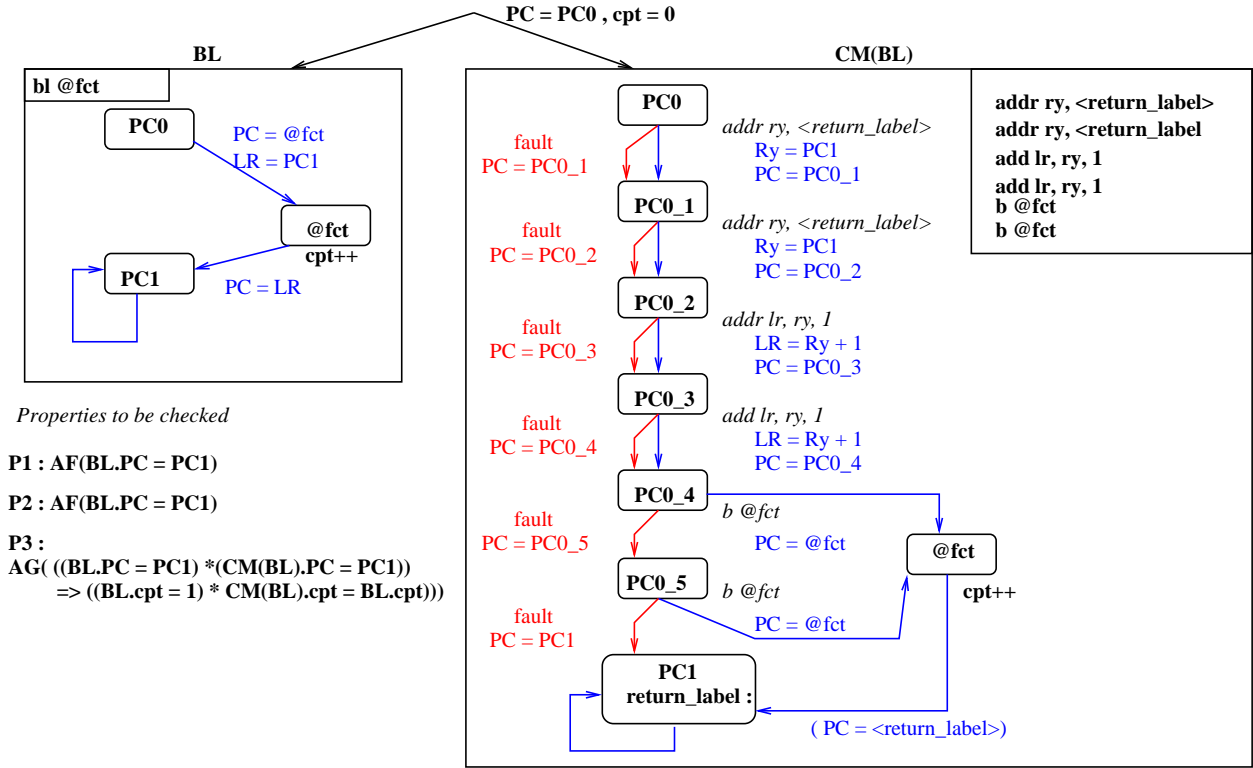 PC = PC0 , cpt = 0
BL
bl @fct
PC0
PC = @fct
LR = PC1
@fct
cpt++
PC1
PC = LR
Properties to be checked
P1 : AF(BL.PC = PC1)
P2 : AF(BL.PC = PC1)
P3 :
AG( ((BL.PC = PC1) *(CM(BL).PC = PC1))
=> ((BL.cpt = 1) * CM(BL).cpt = BL.cpt)))
CM(BL)
addr ry, <return_label>
addr ry, <return_label
add lr, ry, 1
add lr, ry, 1
b @fct
b @fct
PC0
fault
PC = PC0_1
addr ry, <return_label>
Ry = PC1
PC = PC0_1
PC0_1
fault
PC = PC0_2
addr ry, <return_label>
Ry = PC1
PC = PC0_2
PC0_2
fault
PC = PC0_3
addr lr, ry, 1
LR = Ry + 1
PC = PC0_3
PC0_3
fault
PC = PC0_4
add lr, ry, 1
LR = Ry + 1
PC = PC0_4
PC0_4
fault
PC = PC0_5
b @fct
PC = @fct
@fct
cpt++
PC0_5
fault
PC = PC1
b @fct
PC = @fct
PC1
return_label :
( PC = <return_label>)